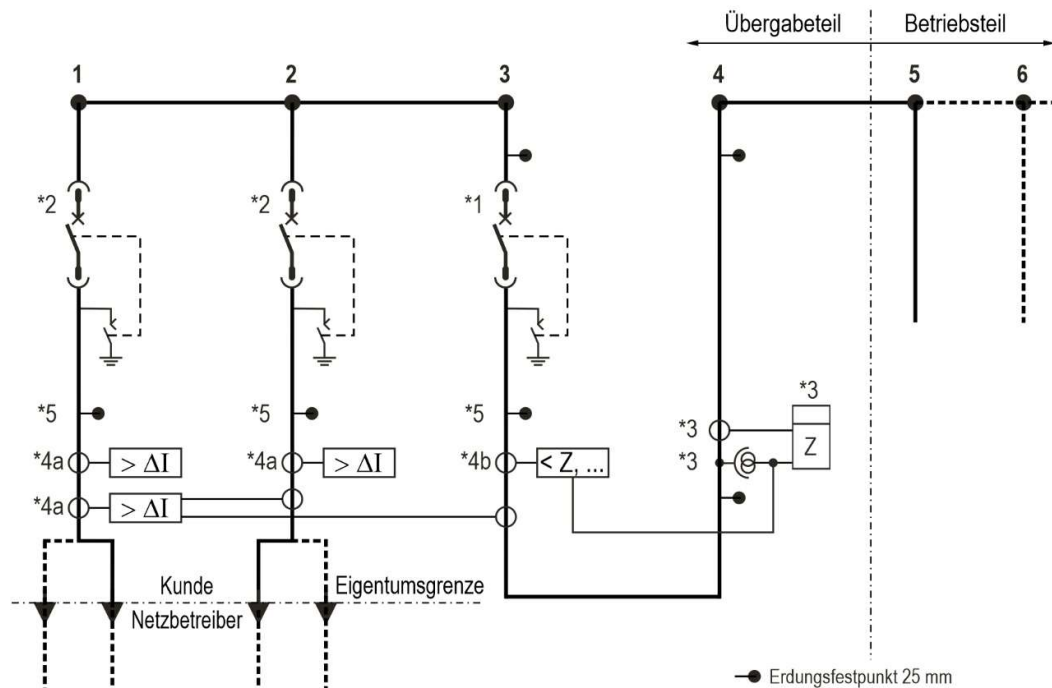 Übergabeteil Betriebsteil
1 2 3 4 5 6
*2 *2 *1
*3
*5 *5 *5
*3 Z
*4a > ΔI *4a > ΔI *4b < Z, ... *3
*4a > ΔI
Kunde Eigentumsgrenze
Netzbetreiber
Erdungsfestpunkt 25 mm